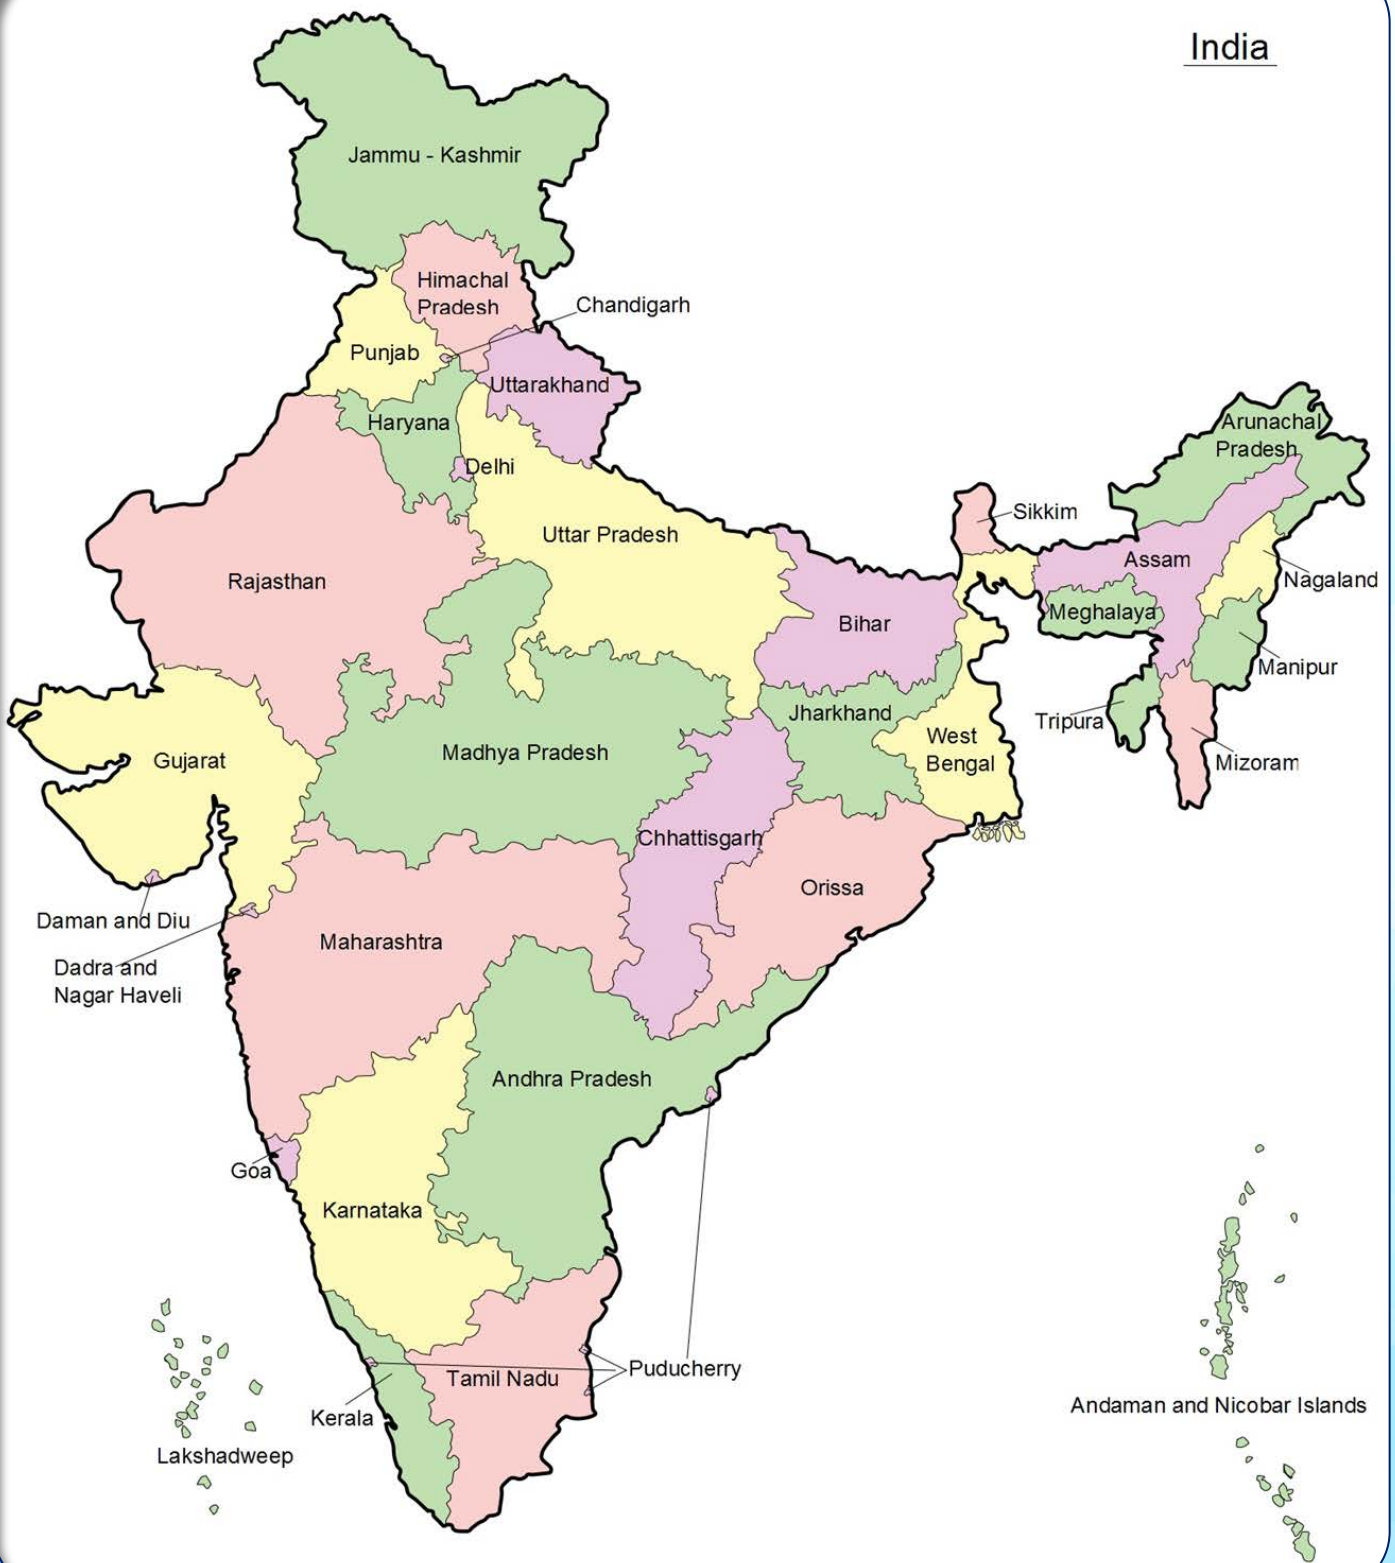 India
Jammu - Kashmir
Himachal
Pradesh
Chandigarh
Punjab
Uttarakhand
Haryana
Delhi
Arunachal
Pradesh
Sikkim
Uttar Pradesh
Assam
Nagaland
Rajasthan
Bihar
Meghalaya
Manipur
Jharkhand
Tripura
West
Bengal
Madhya Pradesh
Gujarat
Mizoram
Chhattisgarh
Orissa
Daman and Diu
Maharashtra
Dadra and
Nagar Haveli
Andhra Pradesh
Goa
Karnataka
Puducherry
Tamil Nadu
Kerala
Andaman and Nicobar Islands
Lakshadweep